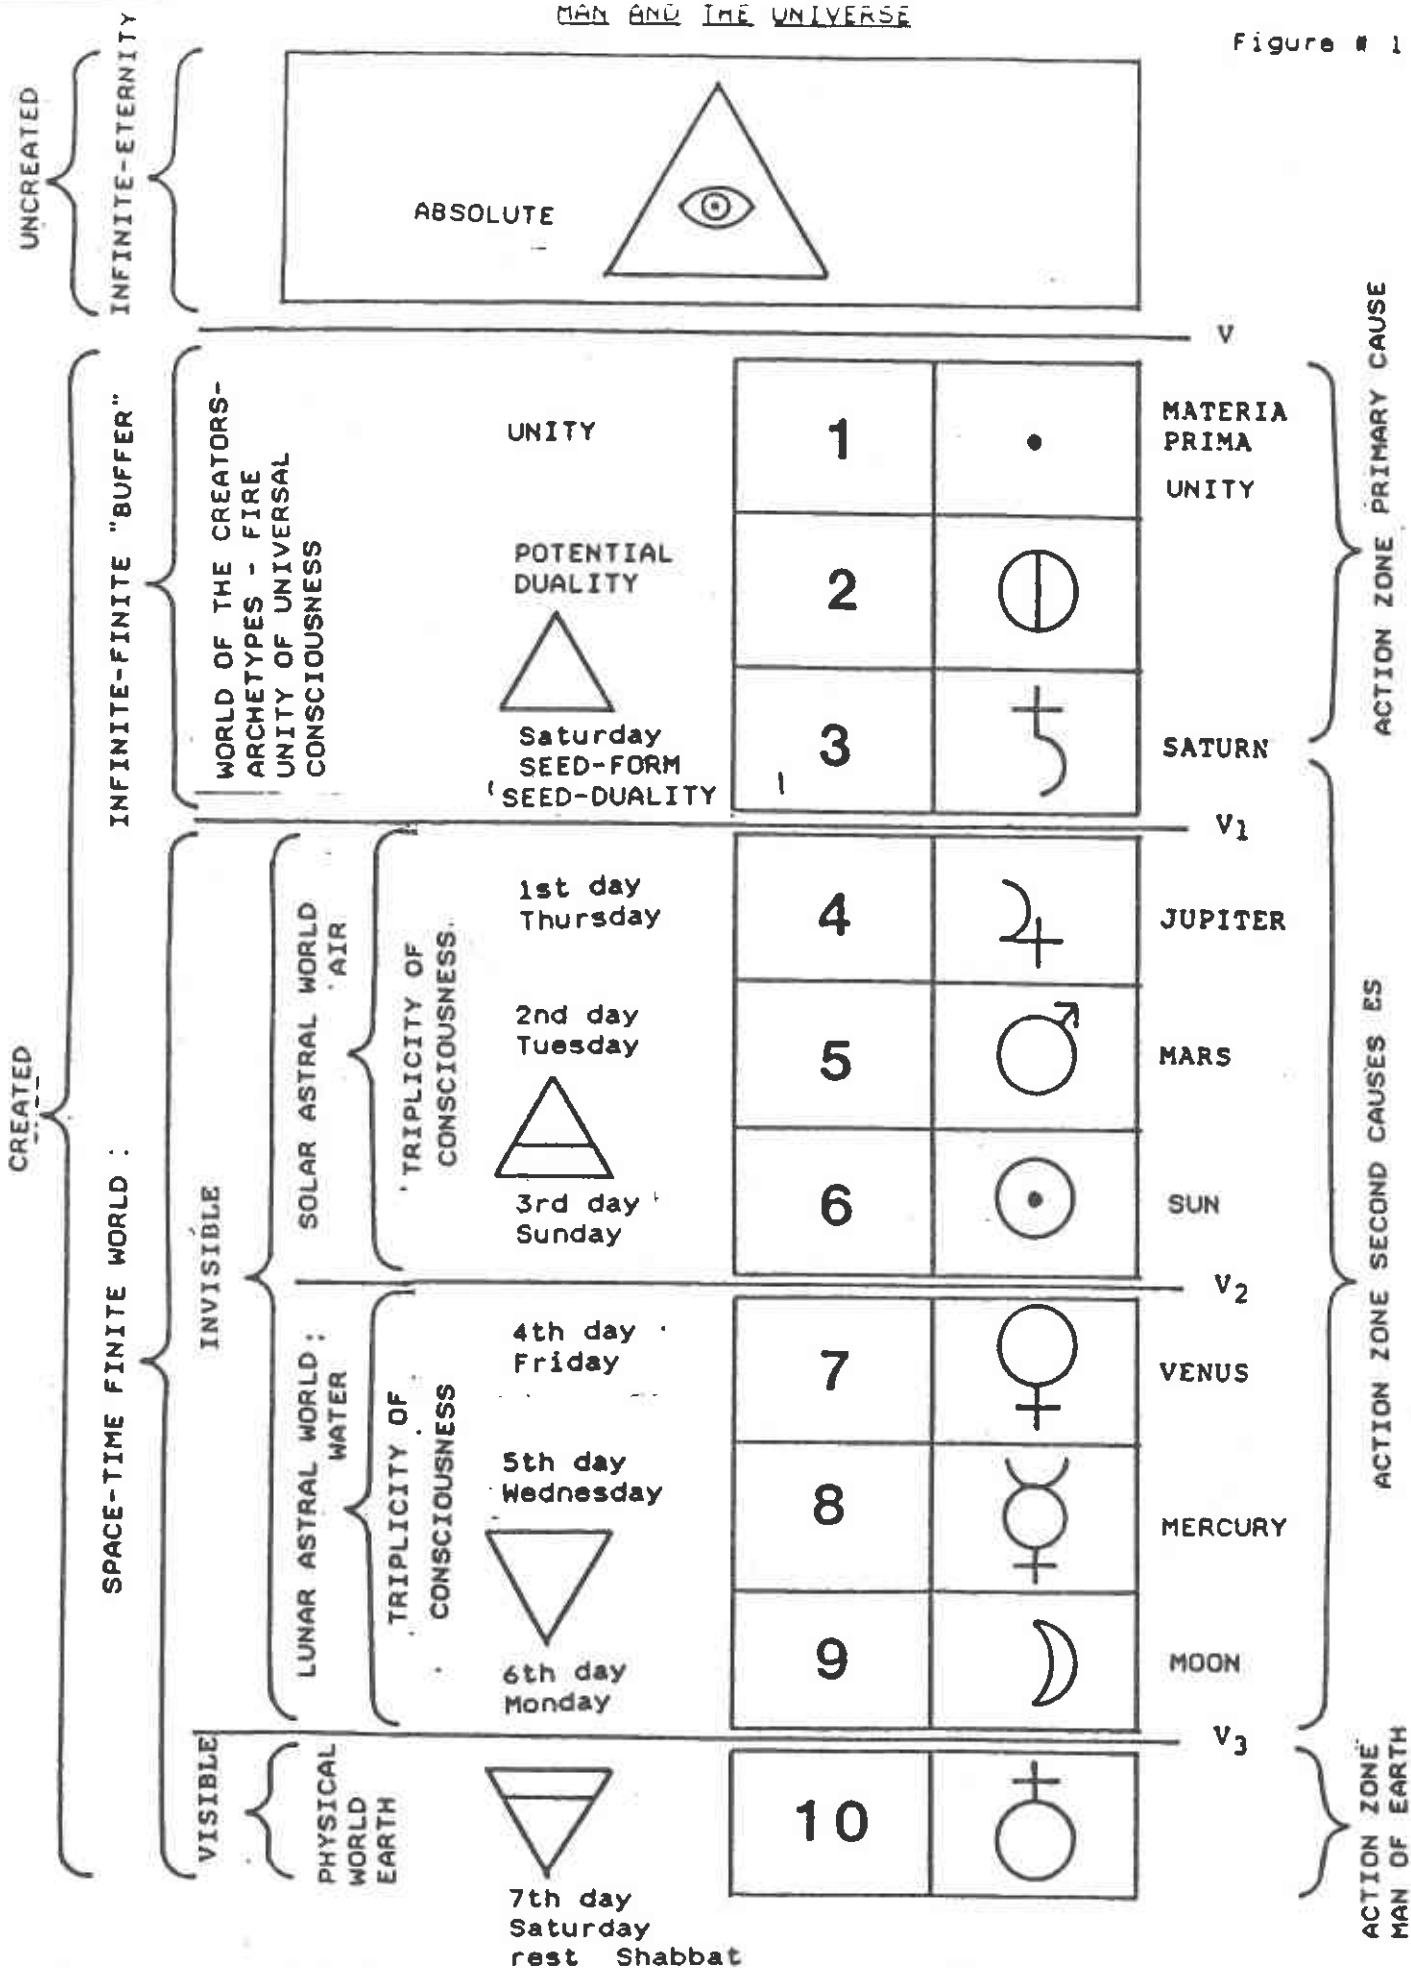 MAN AND THE UNIVERSE
Figure # 1
UNCREATED
INFINITE-ETERNITY
ABSOLUTE
V
CREATED
INFINITE-FINITE "BUFFER"
WORLD OF THE CREATORS-
ARCHETYPES - FIRE
UNITY OF UNIVERSAL
CONSCIOUSNESS
UNITY
1
MATERIA
PRIMA
UNITY
POTENTIAL
DUALITY
2
Saturday
SEED-FORM
SEED-DUALITY
3
SATURN
ACTION ZONE PRIMARY CAUSE
V1
SPACE-TIME FINITE WORLD :
INVISIBLE
SOLAR ASTRAL WORLD
AIR
TRIPLICITY OF
CONSCIOUSNESS
1st day
Thursday
4
JUPITER
2nd day
Tuesday
5
MARS
3rd day
Sunday
6
SUN
ACTION ZONE SECOND CAUSES ES
V2
LUNAR ASTRAL WORLD :
WATER
TRIPLICITY OF
CONSCIOUSNESS
4th day
Friday
7
VENUS
5th day
Wednesday
8
MERCURY
6th day
Monday
9
MOON
V3
VISIBLE
PHYSICAL
WORLD
EARTH
10
7th day
Saturday
rest Shabbat
ACTION ZONE
MAN OF EARTH